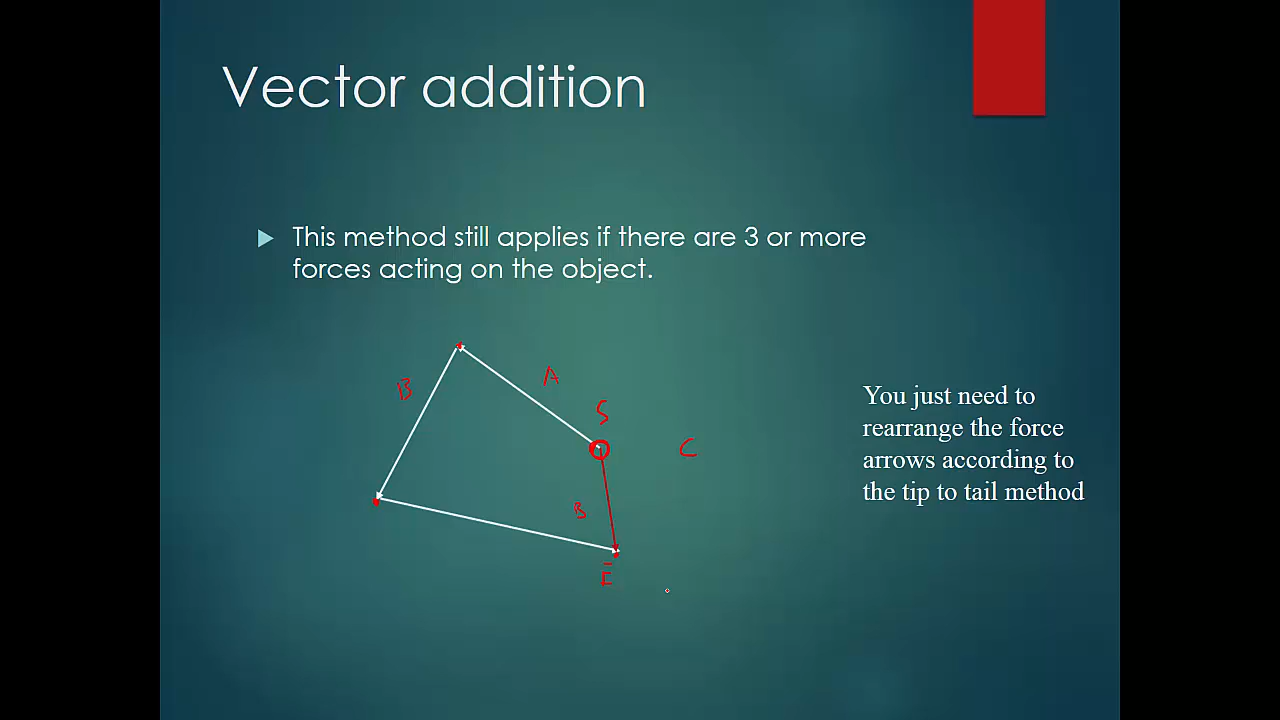 Vector addition
This method still applies if there are 3 or more
forces acting on the object.
B
A
S
C
B
E
You just need to
rearrange the force
arrows according to
the tip to tail method